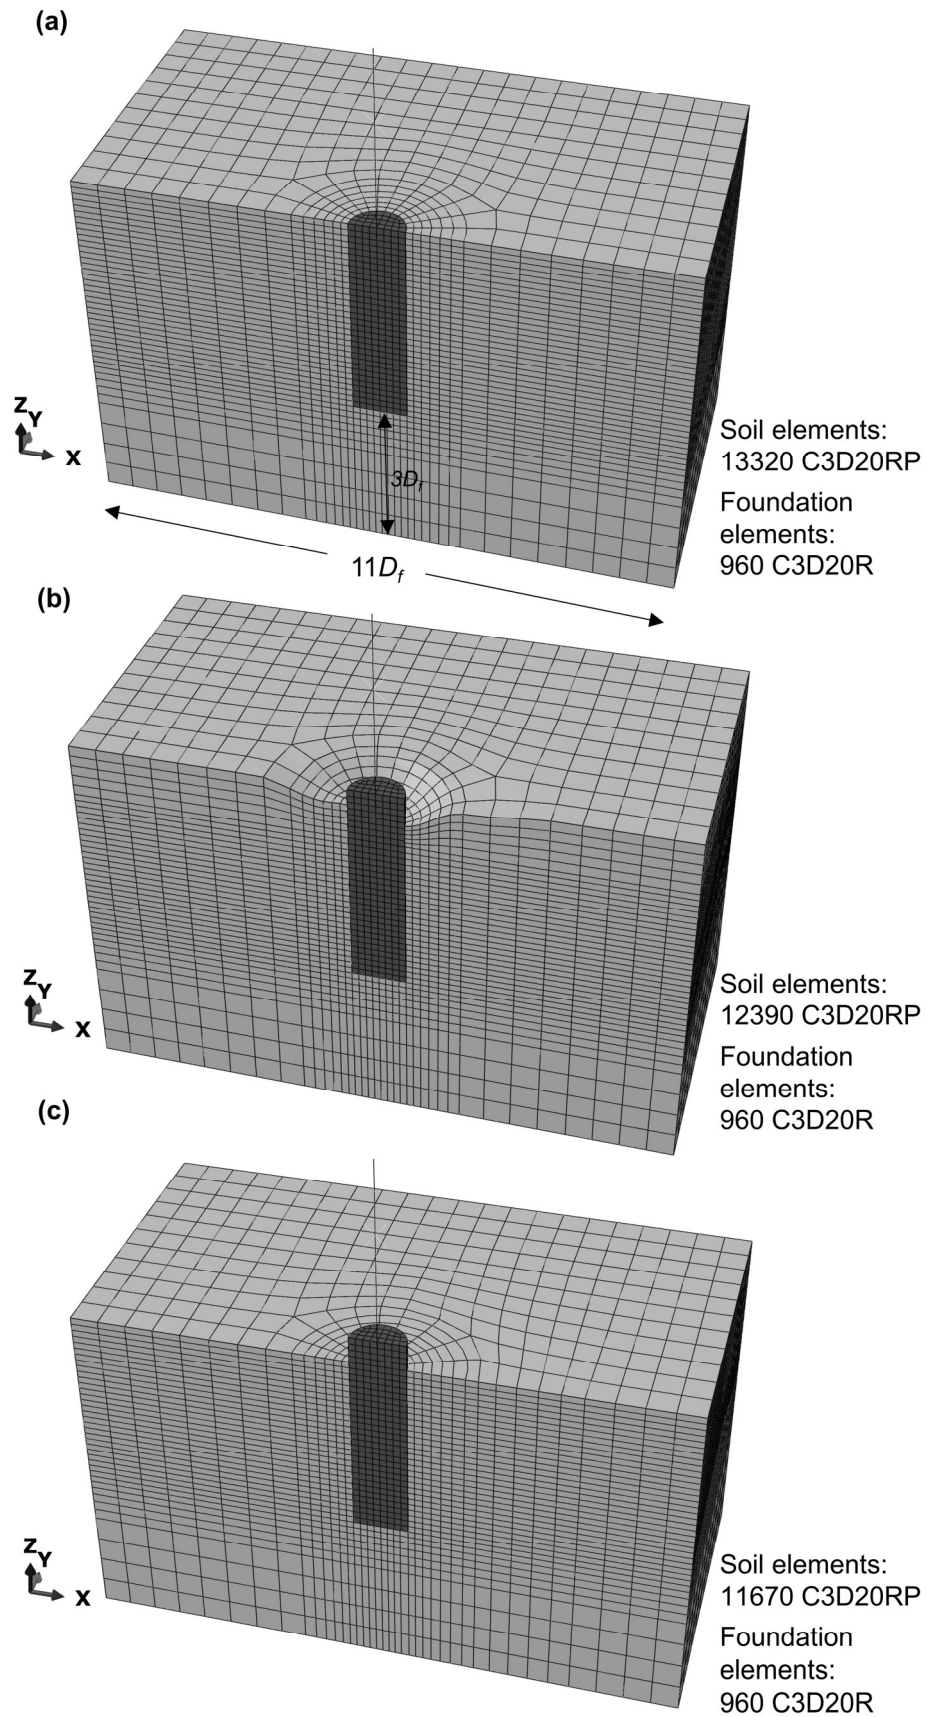 (a)
Z
Y
X
3Df
11Df
Soil elements:
13320 C3D20RP
Foundation
elements:
960 C3D20R
(b)
Z
Y
X
Soil elements:
12390 C3D20RP
Foundation
elements:
960 C3D20R
(c)
Z
Y
X
Soil elements:
11670 C3D20RP
Foundation
elements:
960 C3D20R